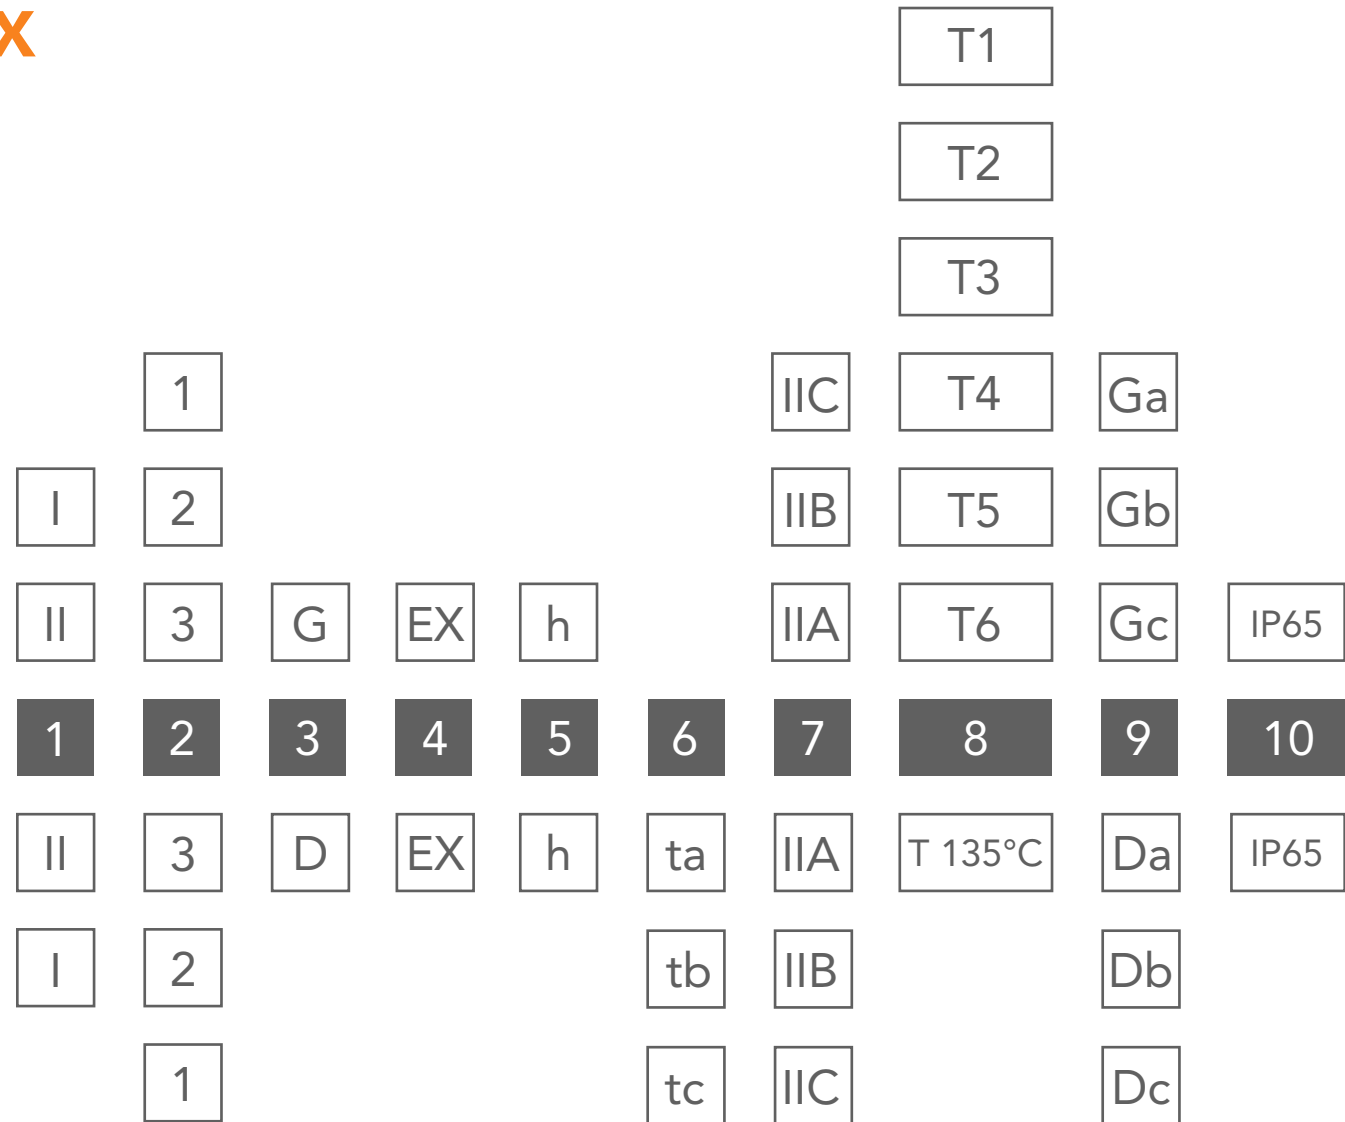 X
T1
T2
T3
1 IIC T4 Ga
I 2 IIB T5 Gb
II 3 G EX h IIA T6 Gc IP65
1 2 3 4 5 6 7 8 9 10
II 3 D EX h ta IIA T 135°C Da IP65
I 2 tb IIB Db
1 tc IIC Dc